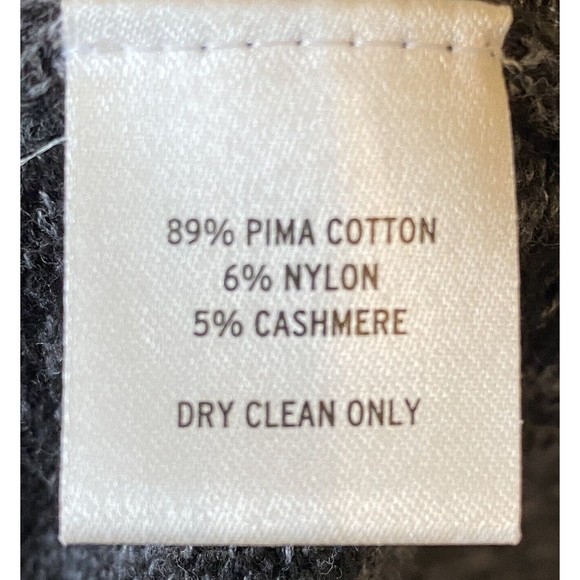 89% PIMA COTTON
6% NYLON
5% CASHMERE
DRY CLEAN ONLY